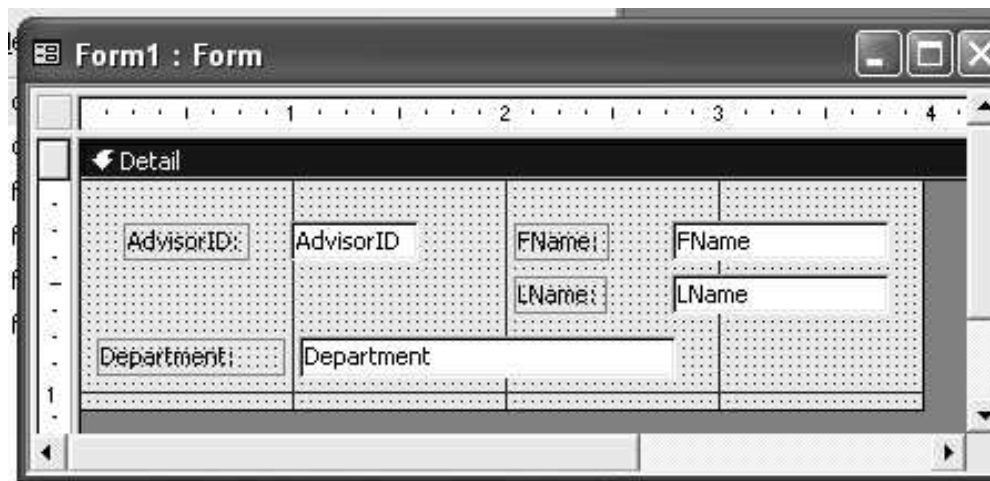 Form1 : Form
1 2 3 4
Detail
AdvisorID: AdvisorID FName: FName
LName: LName
Department: Department
1